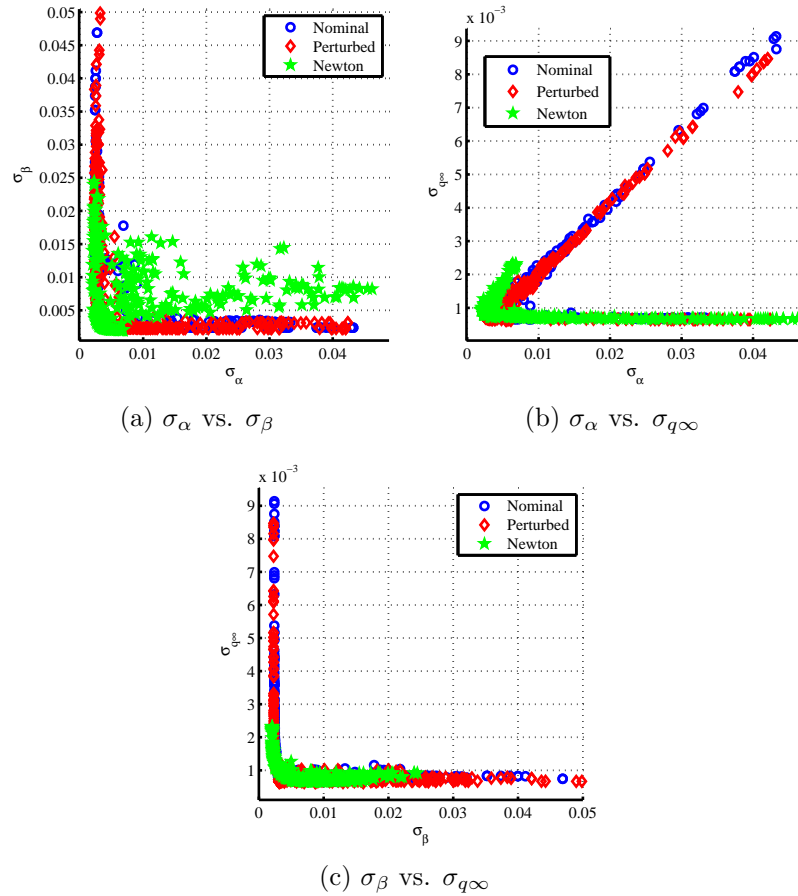 0.05
0.045
0.04
0.035
0.03
0.025
0.02
0.015
0.01
0.005
σβ
Nominal
Perturbed
Newton
0.01 0.02 0.03 0.04
σα
(a) σα vs. σβ
x 10⁻³
9
8
7
6
5
4
3
2
1
σq∞
Nominal
Perturbed
Newton
0.01 0.02 0.03 0.04
σα
(b) σα vs. σq∞
x 10⁻³
9
8
7
6
5
4
3
2
1
σq∞
Nominal
Perturbed
Newton
0 0.01 0.02 0.03 0.04 0.05
σβ
(c) σβ vs. σq∞